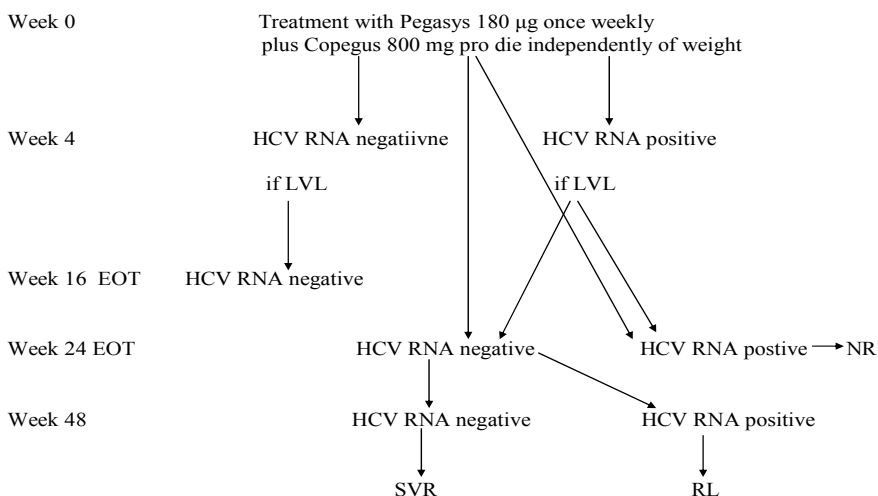 Week 0 Treatment with Pegasys 180 µg once weekly
plus Copegus 800 mg pro die independently of weight
Week 4 HCV RNA negatiivne HCV RNA positive
if LVL if LVL
Week 16 EOT HCV RNA negative
Week 24 EOT HCV RNA negative HCV RNA postive NR
Week 48 HCV RNA negative HCV RNA positive
SVR RL